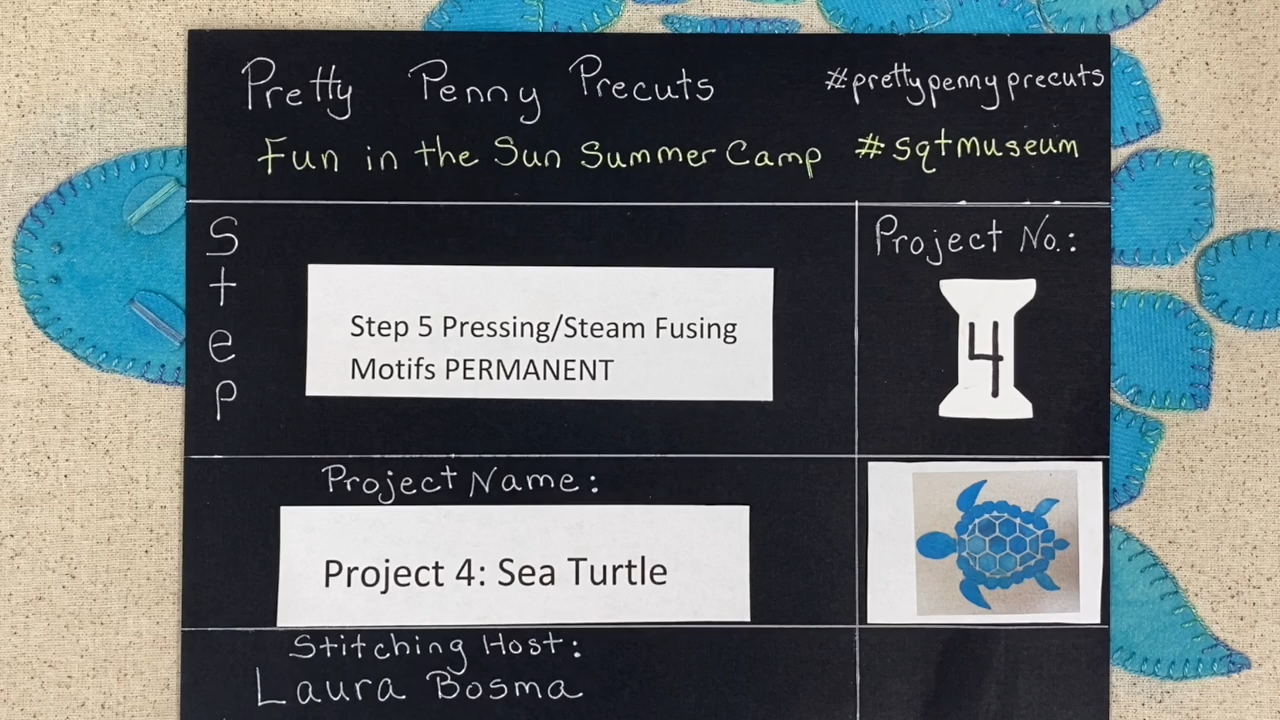 Pretty Penny Precuts #prettypennyprecuts
Fun in the Sun Summer Camp #sqtmuseum
Step
Project No.:
Step 5 Pressing/Steam Fusing
Motifs PERMANENT
4
Project Name:
Project 4: Sea Turtle
Stitching Host:
Laura Bosma